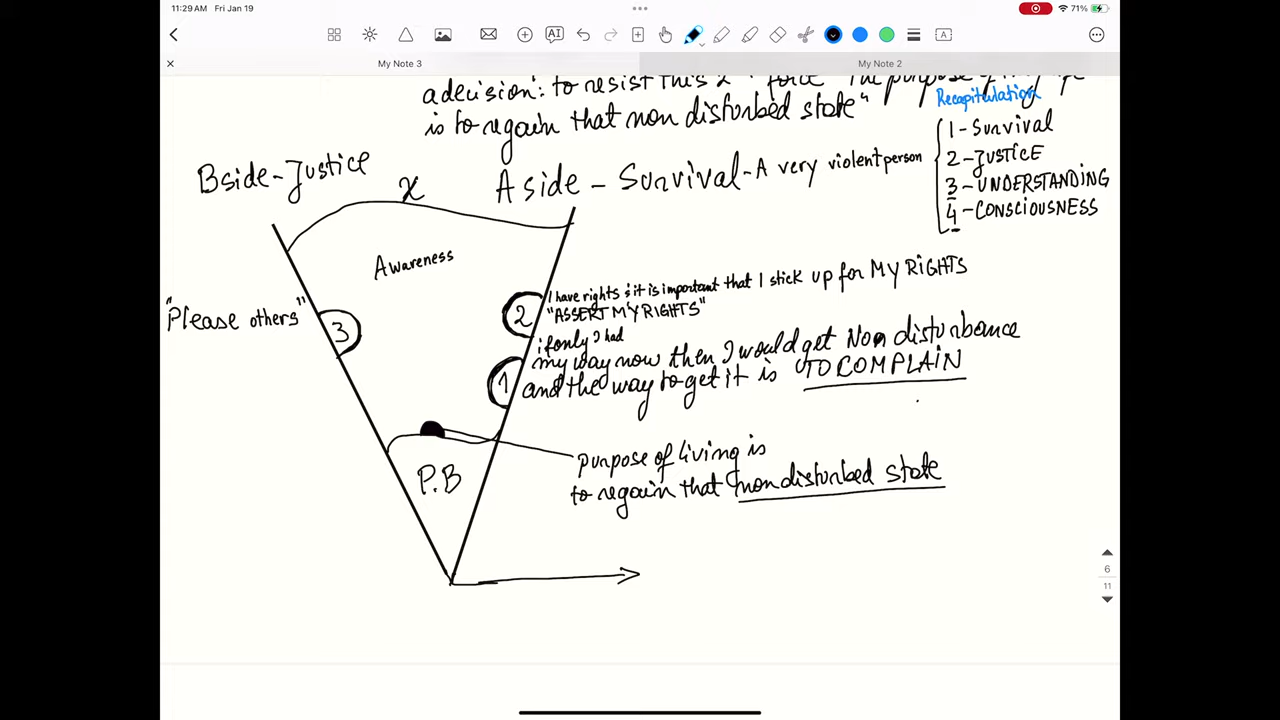 11:29 AM Fri Jan 19
71%
My Note 3
My Note 2
a decision: to resist this force "The purpose of my life
is to regain that non disturbed state"
Recapitulation
1 - Survival
2 - JUSTICE
3 - UNDERSTANDING
4 - CONSCIOUSNESS
B side - Justice
A side - Survival - A very violent person
x
Awareness
"Please others"
3
2
I have rights & it is important that I stick up for MY RIGHTS
"ASSERT MY RIGHTS"
if only I had
1
my way now then I would get Non disturbance
and the way to get it is TO COMPLAIN
P.B
purpose of living is
to regain that non disturbed state
6
11